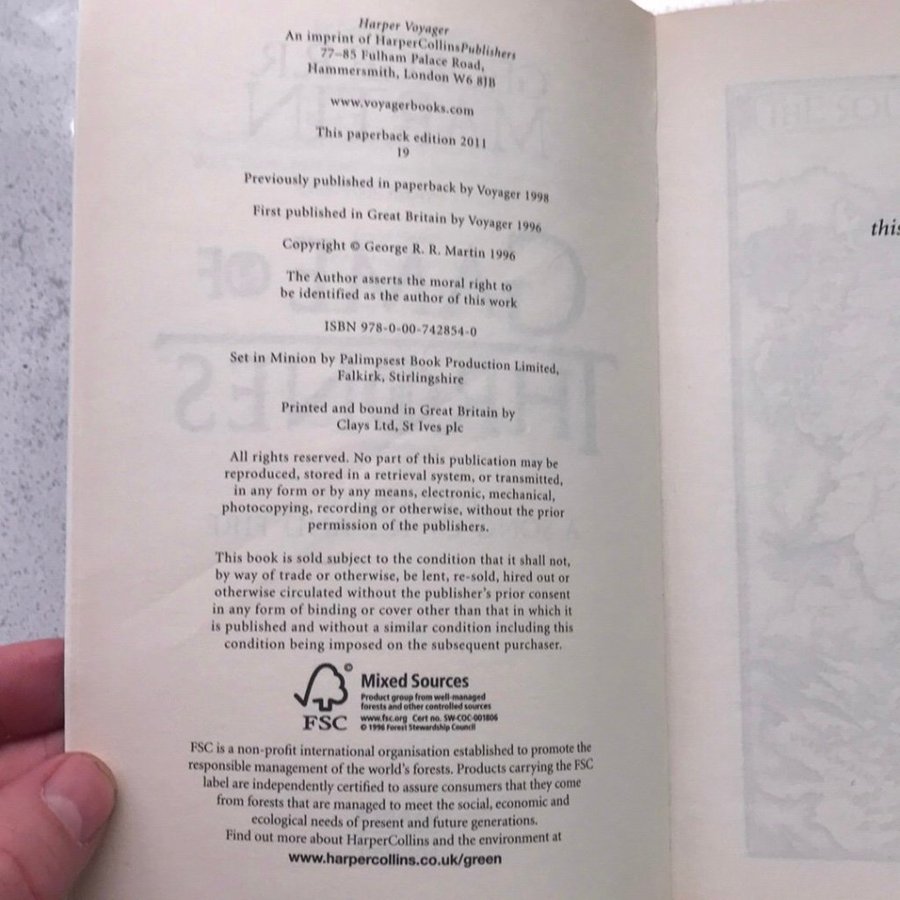 Harper Voyager
An imprint of HarperCollinsPublishers
77–85 Fulham Palace Road,
Hammersmith, London W6 8JB
www.voyagerbooks.com
This paperback edition 2011
19
Previously published in paperback by Voyager 1998
First published in Great Britain by Voyager 1996
Copyright © George R. R. Martin 1996
The Author asserts the moral right to
be identified as the author of this work
ISBN 978-0-00-742854-0
Set in Minion by Palimpsest Book Production Limited,
Falkirk, Stirlingshire
Printed and bound in Great Britain by
Clays Ltd, St Ives plc
All rights reserved. No part of this publication may be
reproduced, stored in a retrieval system, or transmitted,
in any form or by any means, electronic, mechanical,
photocopying, recording or otherwise, without the prior
permission of the publishers.
This book is sold subject to the condition that it shall not,
by way of trade or otherwise, be lent, re-sold, hired out or
otherwise circulated without the publisher's prior consent
in any form of binding or cover other than that in which it
is published and without a similar condition including this
condition being imposed on the subsequent purchaser.
©
Mixed Sources
Product group from well-managed
forests and other controlled sources
www.fsc.org Cert no. SW-COC-001806
© 1996 Forest Stewardship Council
FSC
FSC is a non-profit international organisation established to promote the
responsible management of the world's forests. Products carrying the FSC
label are independently certified to assure consumers that they come
from forests that are managed to meet the social, economic and
ecological needs of present and future generations.
Find out more about HarperCollins and the environment at
www.harpercollins.co.uk/green
this